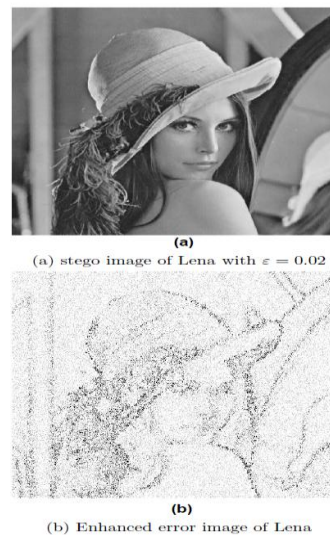 (a)
(a) stego image of Lena with ε = 0.02
(b)
(b) Enhanced error image of Lena